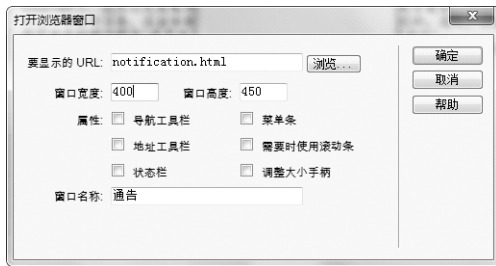 打开浏览器窗口
要显示的 URL: notification.html 浏览... 确定
窗口宽度: 400 窗口高度: 450 取消
属性: 导航工具栏 菜单条 帮助
地址工具栏 需要时使用滚动条
状态栏 调整大小手柄
窗口名称: 通告